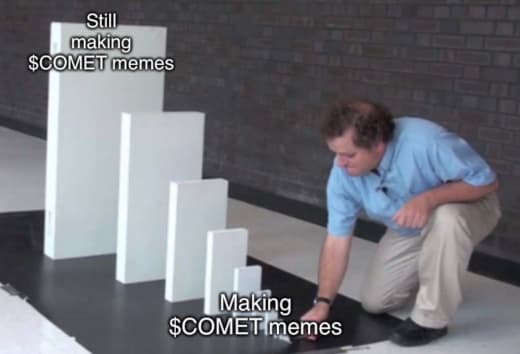 Still
making
$COMET memes
Making
$COMET memes